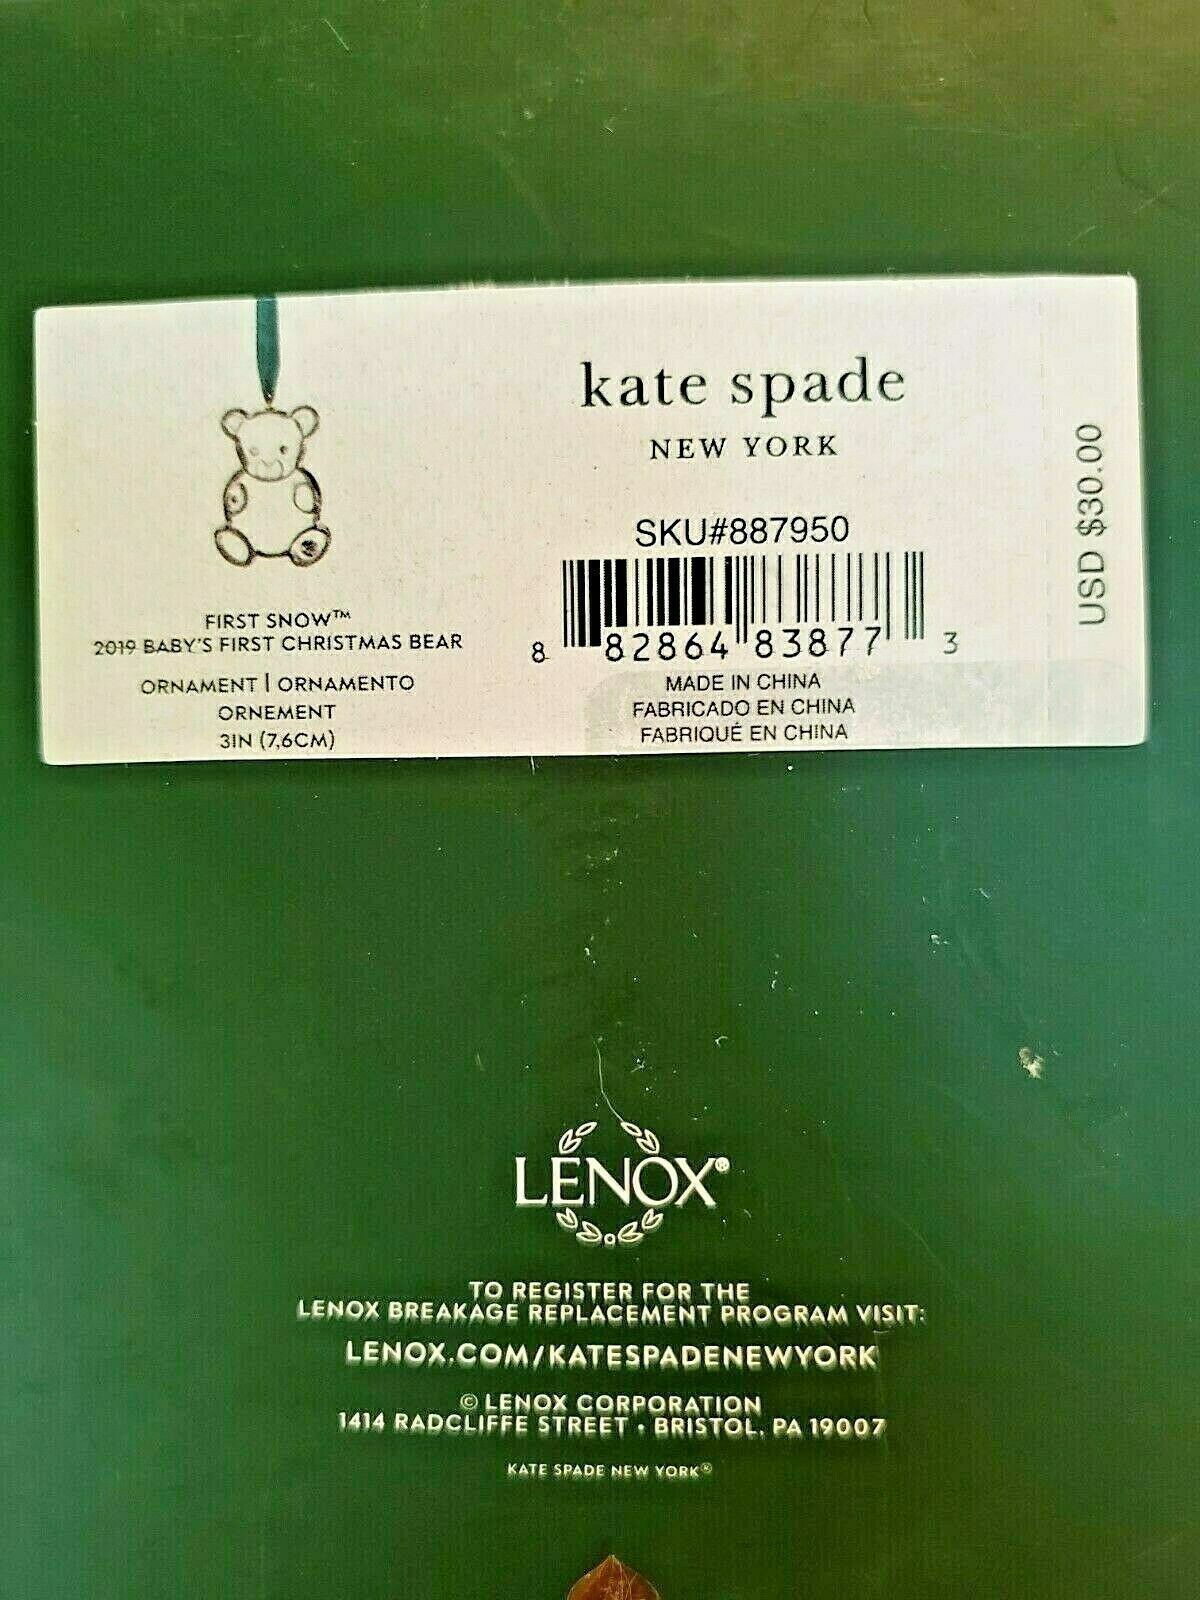 kate spade
NEW YORK
SKU#887950
8 82864 83877 3
MADE IN CHINA
FABRICADO EN CHINA
FABRIQUÉ EN CHINA
USD $30.00
FIRST SNOW™
2019 BABY'S FIRST CHRISTMAS BEAR
ORNAMENT | ORNAMENTO
ORNEMENT
3IN (7,6CM)
LENOX®
TO REGISTER FOR THE
LENOX BREAKAGE REPLACEMENT PROGRAM VISIT:
LENOX.COM/KATESPADENEWYORK
© LENOX CORPORATION
1414 RADCLIFFE STREET • BRISTOL, PA 19007
KATE SPADE NEW YORK®